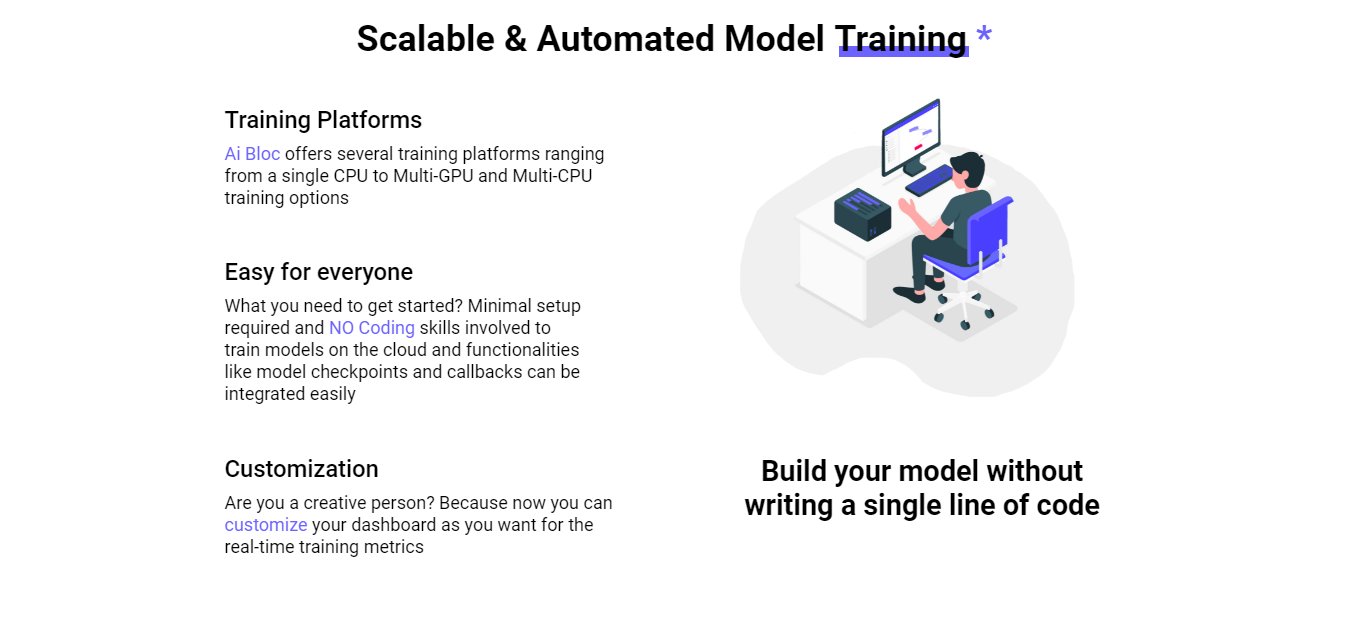 Scalable & Automated Model Training *
Training Platforms
Ai Bloc offers several training platforms ranging
from a single CPU to Multi-GPU and Multi-CPU
training options
Easy for everyone
What you need to get started? Minimal setup
required and NO Coding skills involved to
train models on the cloud and functionalities
like model checkpoints and callbacks can be
integrated easily
Customization
Are you a creative person? Because now you can
customize your dashboard as you want for the
real-time training metrics
Build your model without
writing a single line of code